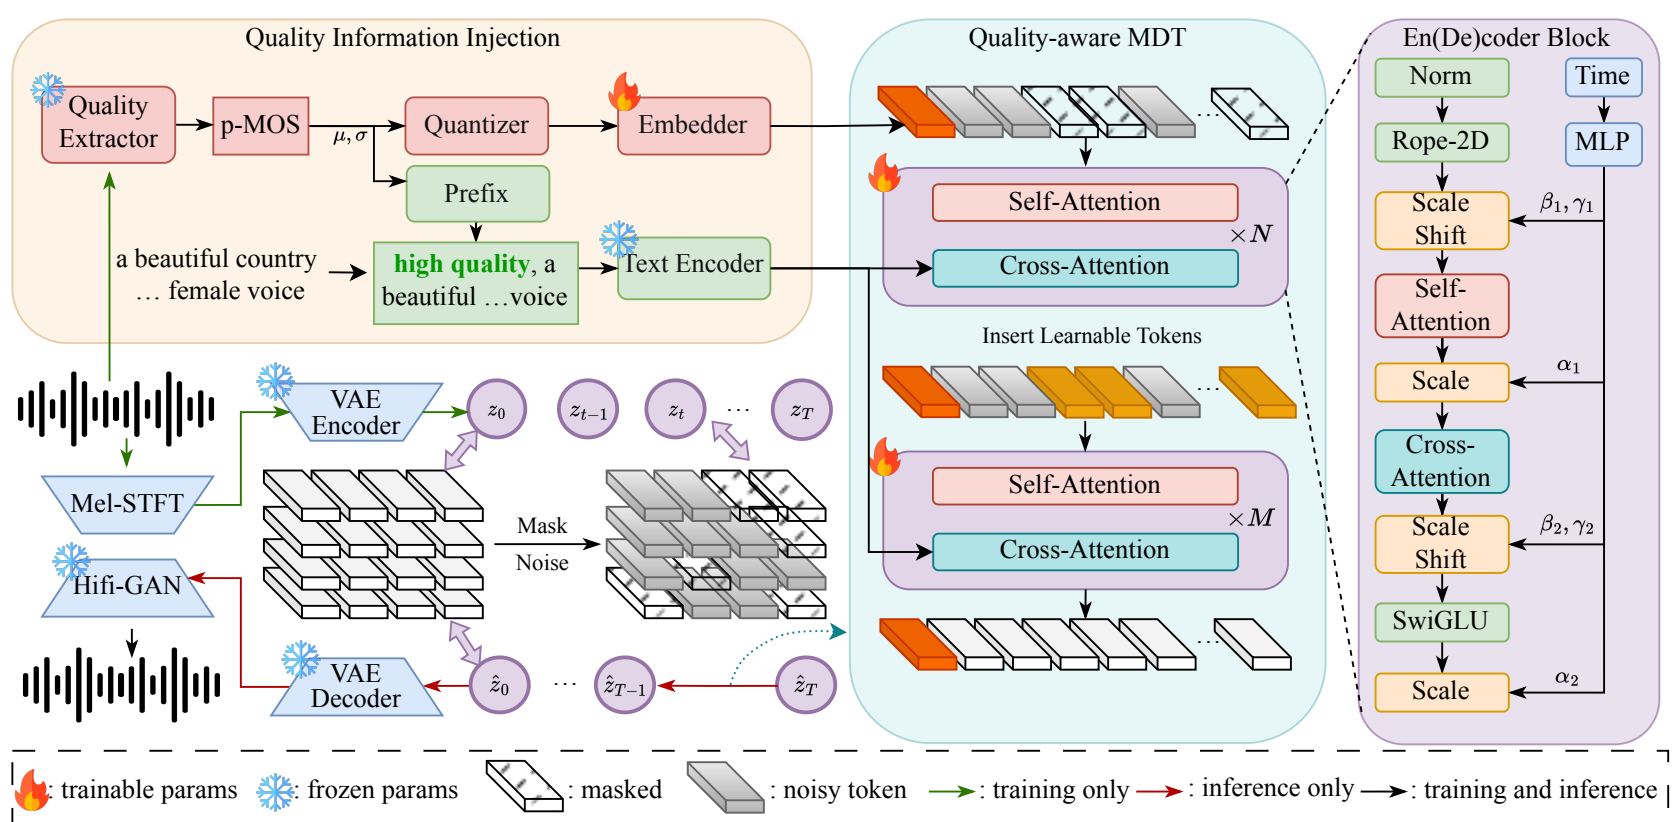 Quality Information Injection
Quality
Extractor
p-MOS
μ, σ
Quantizer
Embedder
Prefix
a beautiful country
… female voice
high quality, a
beautiful …voice
Text Encoder
Quality-aware MDT
...
Self-Attention
×N
Cross-Attention
Insert Learnable Tokens
...
Self-Attention
×M
Cross-Attention
...
En(De)coder Block
Norm
Time
Rope-2D
MLP
Scale
Shift
β₁, γ₁
Self-
Attention
Scale
α₁
Cross-
Attention
Scale
Shift
β₂, γ₂
SwiGLU
Scale
α₂
VAE
Encoder
z₀
zₜ₋₁
zₜ
...
z_T
Mel-STFT
Mask
Noise
Hifi-GAN
VAE
Decoder
ẑ₀
...
ẑ_{T−1}
ẑ_T
: trainable params
: frozen params
: masked
: noisy token
: training only
: inference only
: training and inference